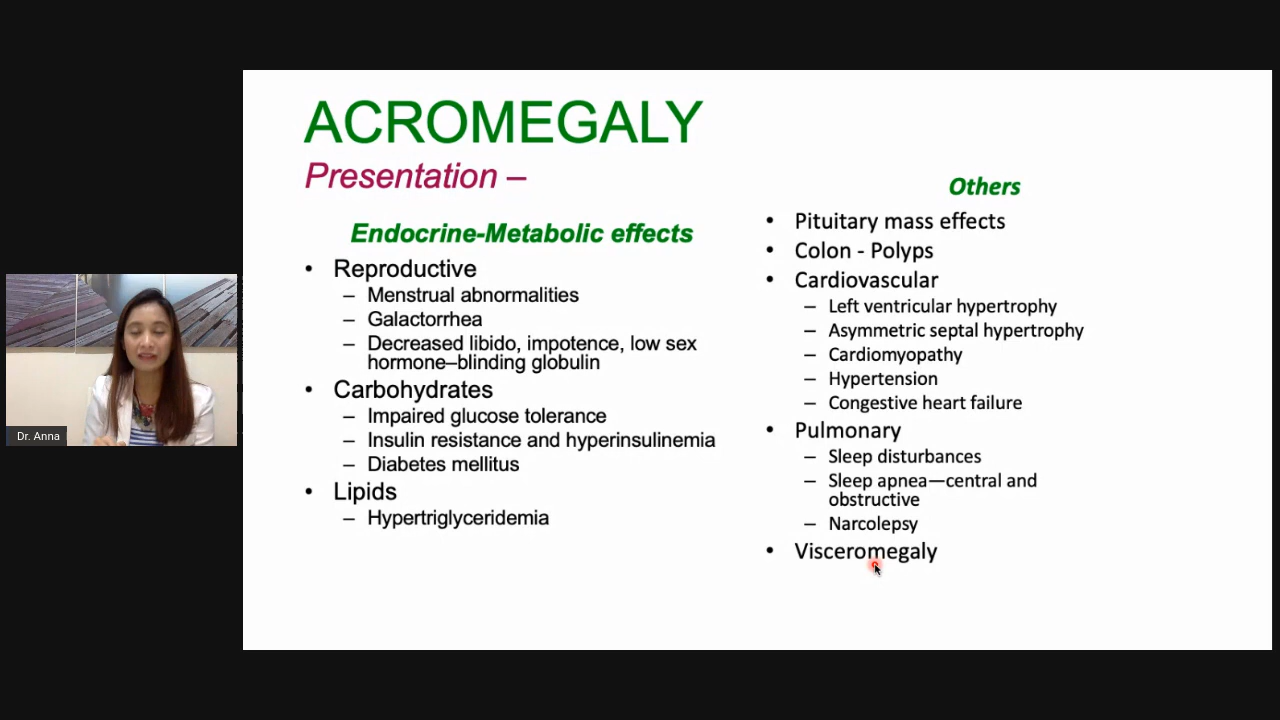 ACROMEGALY
Presentation –
Endocrine-Metabolic effects
• Reproductive
– Menstrual abnormalities
– Galactorrhea
– Decreased libido, impotence, low sex
hormone–blinding globulin
• Carbohydrates
– Impaired glucose tolerance
– Insulin resistance and hyperinsulinemia
– Diabetes mellitus
• Lipids
– Hypertriglyceridemia
Others
• Pituitary mass effects
• Colon - Polyps
• Cardiovascular
– Left ventricular hypertrophy
– Asymmetric septal hypertrophy
– Cardiomyopathy
– Hypertension
– Congestive heart failure
• Pulmonary
– Sleep disturbances
– Sleep apnea—central and
obstructive
– Narcolepsy
• Visceromegaly
Dr. Anna